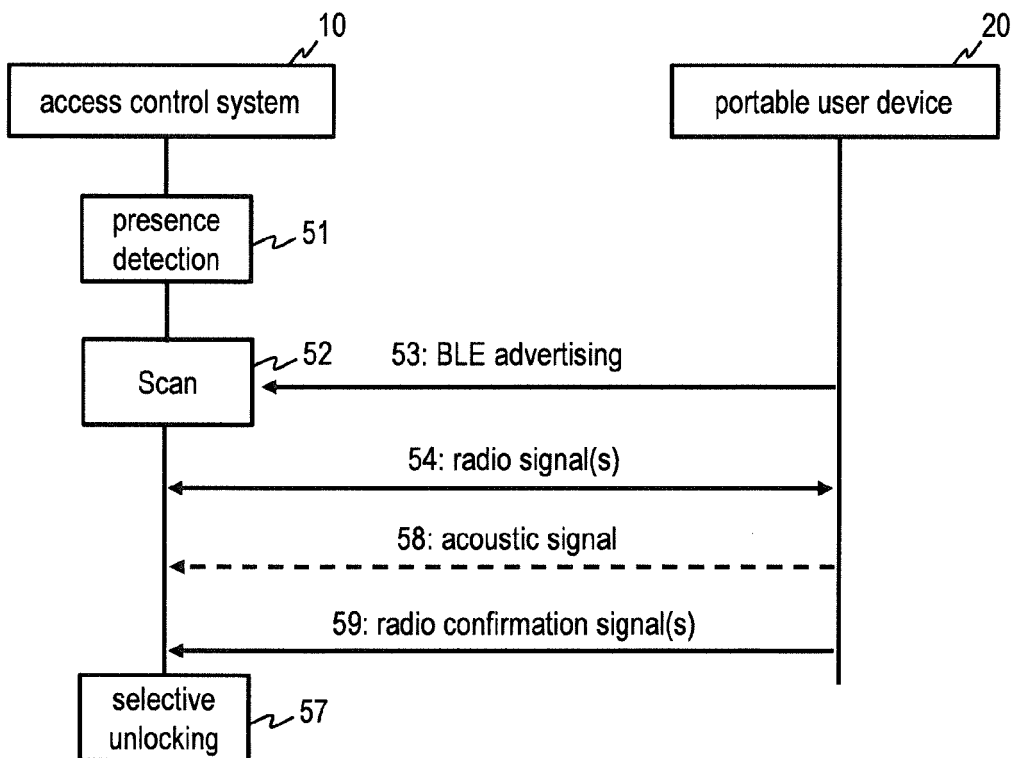 10
20
access control system
portable user device
presence
detection
51
52
Scan
53: BLE advertising
54: radio signal(s)
58: acoustic signal
59: radio confirmation signal(s)
selective
unlocking
57